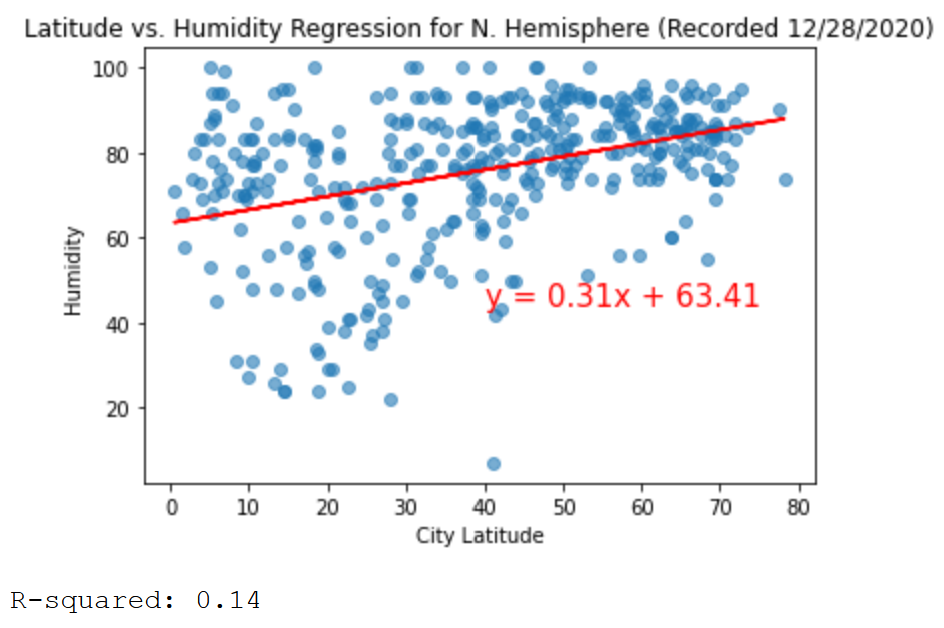 Latitude vs. Humidity Regression for N. Hemisphere (Recorded 12/28/2020)
100
80
60
40
20
Humidity
y = 0.31x + 63.41
0 10 20 30 40 50 60 70 80
City Latitude
R-squared: 0.14